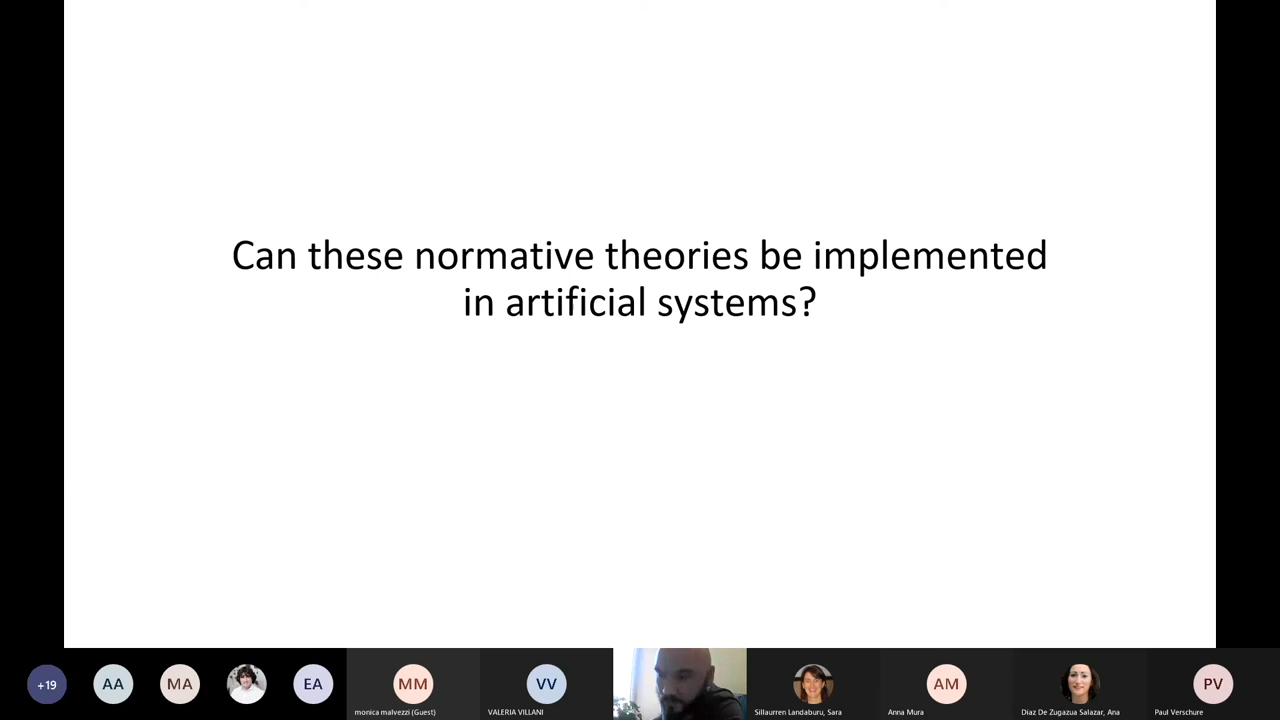 Can these normative theories be implemented
in artificial systems?
+19
AA
MA
EA
MM
monica malvezzi (Guest)
VV
VALERIA VILLANI
Sillaurren Landaburu, Sara
AM
Anna Mura
Diaz De Zugazua Salazar, Ana
PV
Paul Verschure